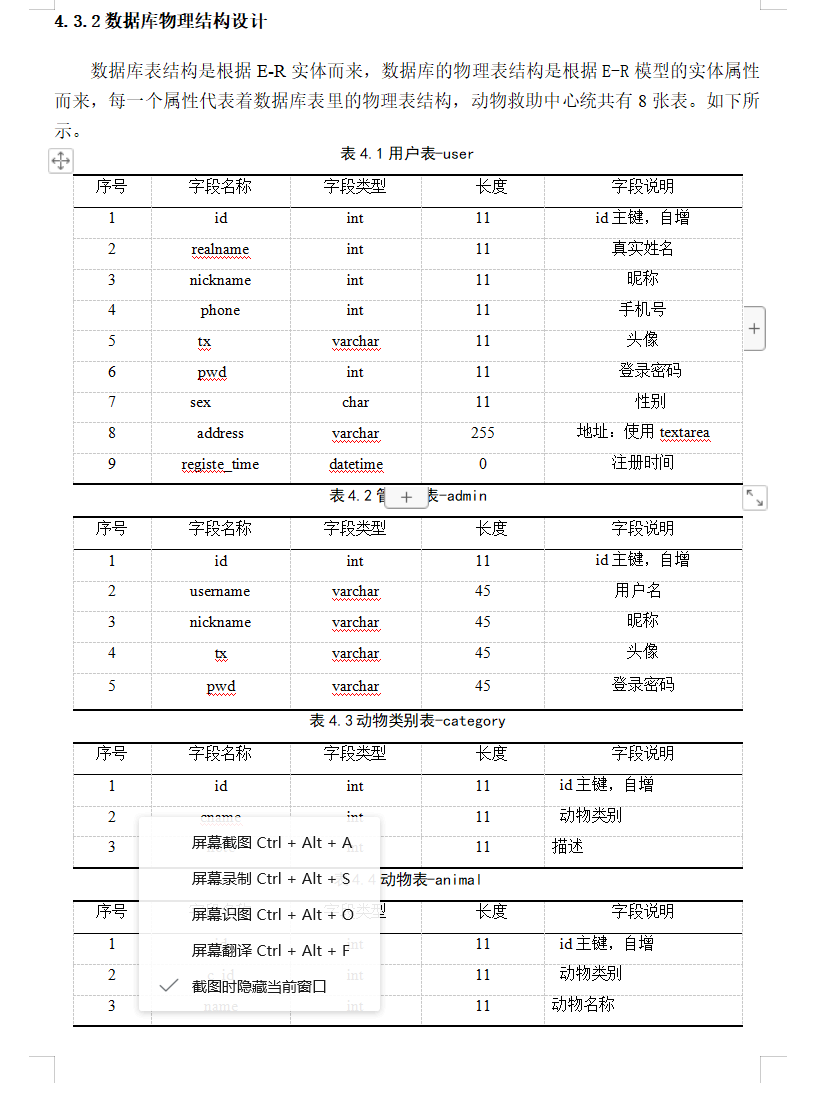 4.3.2 数据库物理结构设计
数据库表结构是根据 E-R 实体而来，数据库的物理表结构是根据 E-R 模型的实体属性
而来，每一个属性代表着数据库表里的物理表结构，动物救助中心统共有 8 张表。如下所
示。
表 4.1 用户表-user
序号 字段名称 字段类型 长度 字段说明
1 id int 11 id 主键，自增
2 realname int 11 真实姓名
3 nickname int 11 昵称
4 phone int 11 手机号
5 tx varchar 11 头像
6 pwd int 11 登录密码
7 sex char 11 性别
8 address varchar 255 地址：使用 textarea
9 registe_time datetime 0 注册时间
表 4.2 表-admin
序号 字段名称 字段类型 长度 字段说明
1 id int 11 id 主键，自增
2 username varchar 45 用户名
3 nickname varchar 45 昵称
4 tx varchar 45 头像
5 pwd varchar 45 登录密码
表 4.3 动物类别表-category
序号 字段名称 字段类型 长度 字段说明
1 id int 11 id 主键，自增
2 cname int 11 动物类别
3 int 11 描述
屏幕截图 Ctrl + Alt + A
屏幕录制 Ctrl + Alt + S
屏幕识图 Ctrl + Alt + O
屏幕翻译 Ctrl + Alt + F
截图时隐藏当前窗口
4.4 动物表-animal
序号 字段类型 长度 字段说明
1 int 11 id 主键，自增
2 c_id int 11 动物类别
3 name int 11 动物名称